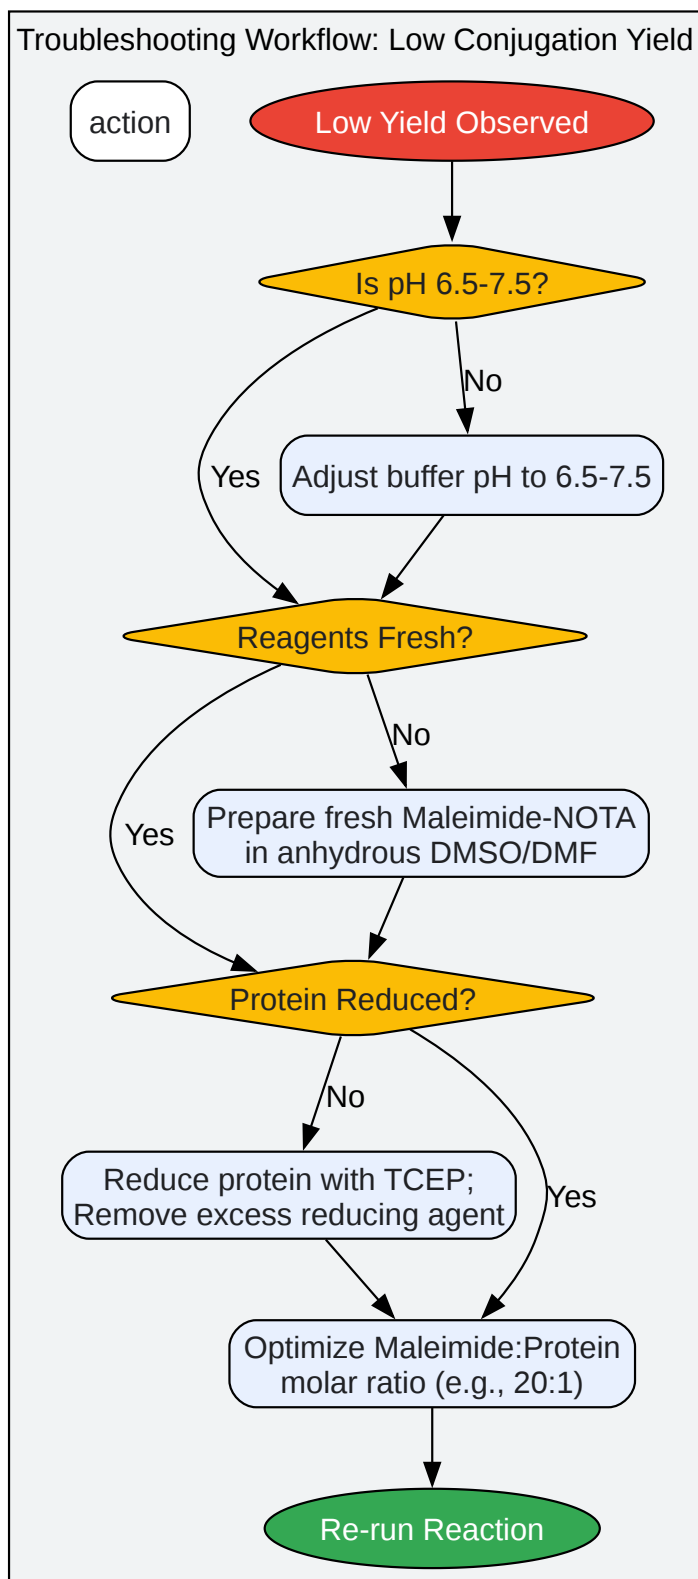 Troubleshooting Workflow: Low Conjugation Yield
action
Low Yield Observed
Is pH 6.5-7.5?
No
Yes
Adjust buffer pH to 6.5-7.5
Reagents Fresh?
No
Yes
Prepare fresh Maleimide-NOTA
in anhydrous DMSO/DMF
Protein Reduced?
No
Reduce protein with TCEP;
Remove excess reducing agent
Yes
Optimize Maleimide:Protein
molar ratio (e.g., 20:1)
Re-run Reaction